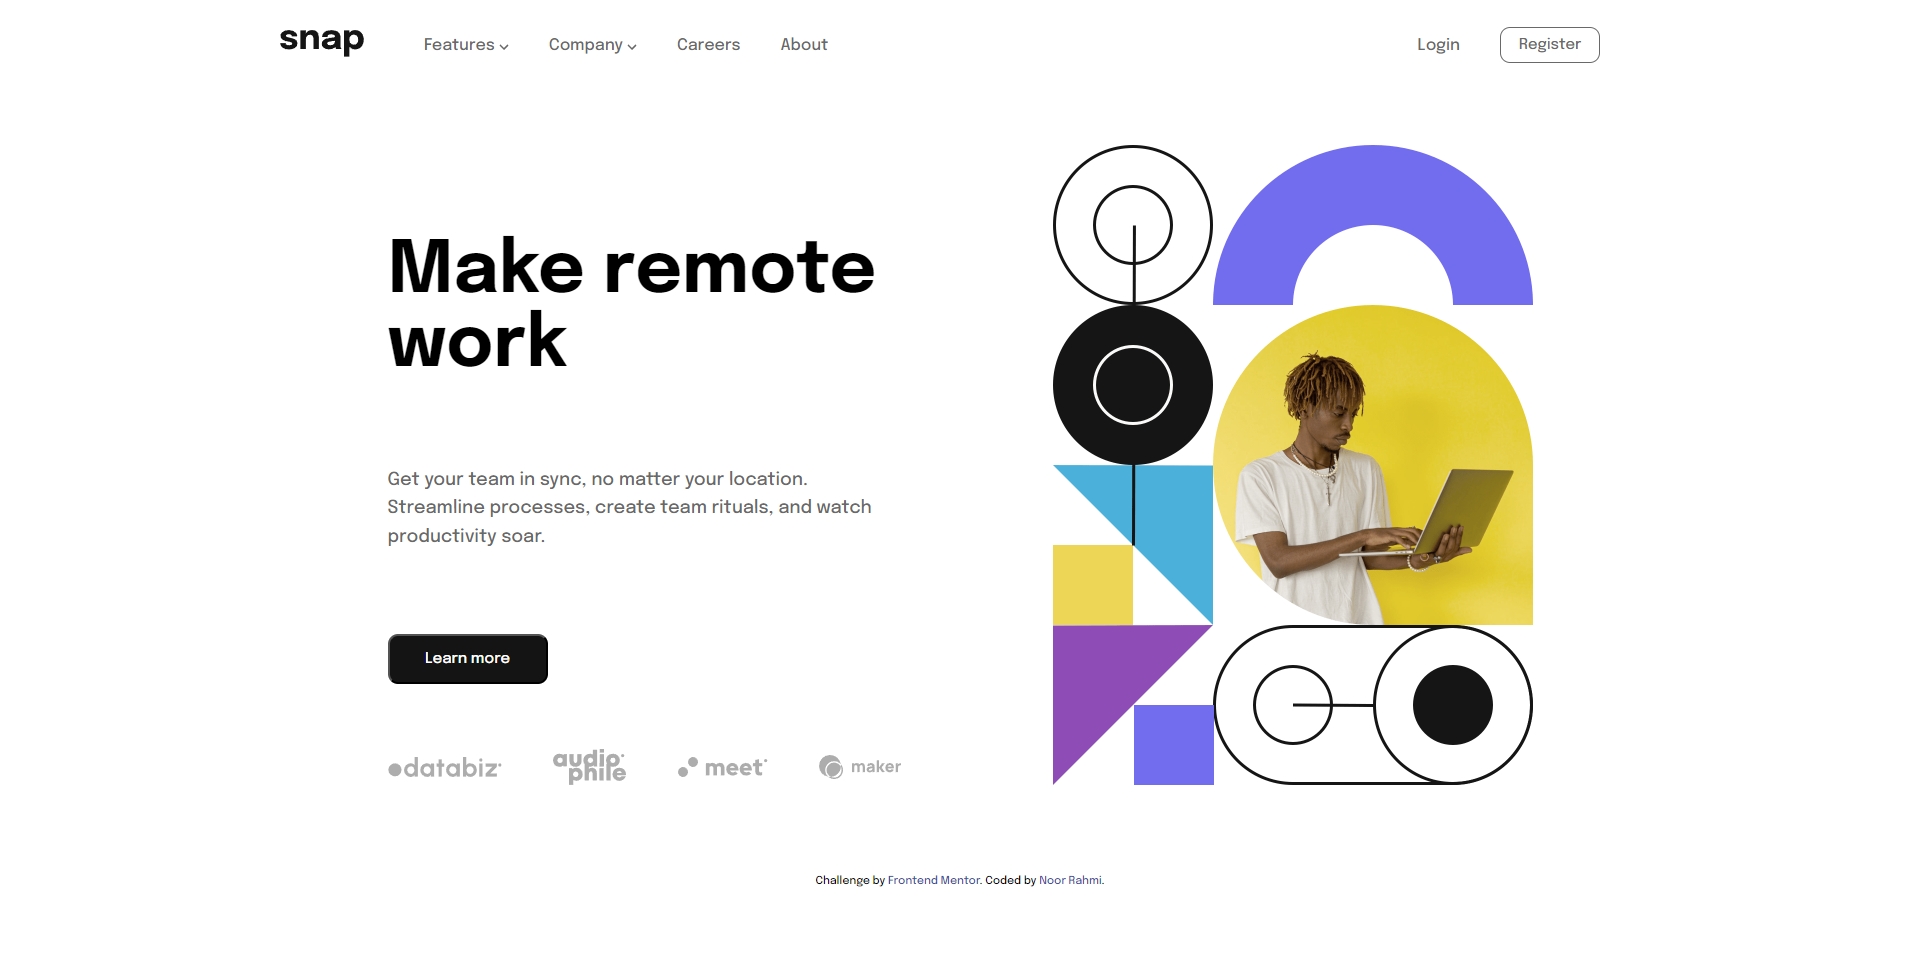 snap
Features
Company
Careers
About
Login
Register
Make remote
work
Get your team in sync, no matter your location.
Streamline processes, create team rituals, and watch
productivity soar.
Learn more
databiz
audio
phile
meet
maker
Challenge by Frontend Mentor. Coded by Noor Rahmi.